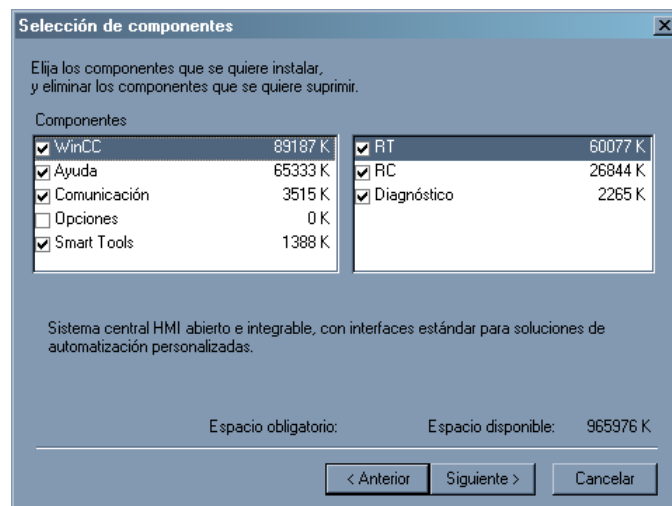 Selección de componentes
Elija los componentes que se quiere instalar,
y eliminar los componentes que se quiere suprimir.
Componentes
WinCC 89187 K
Ayuda 65333 K
Comunicación 3515 K
Opciones 0 K
Smart Tools 1388 K
RT 60077 K
RC 26844 K
Diagnóstico 2265 K
Sistema central HMI abierto e integrable, con interfaces estándar para soluciones de
automatización personalizadas.
Espacio obligatorio: Espacio disponible: 965976 K
< Anterior Siguiente > Cancelar